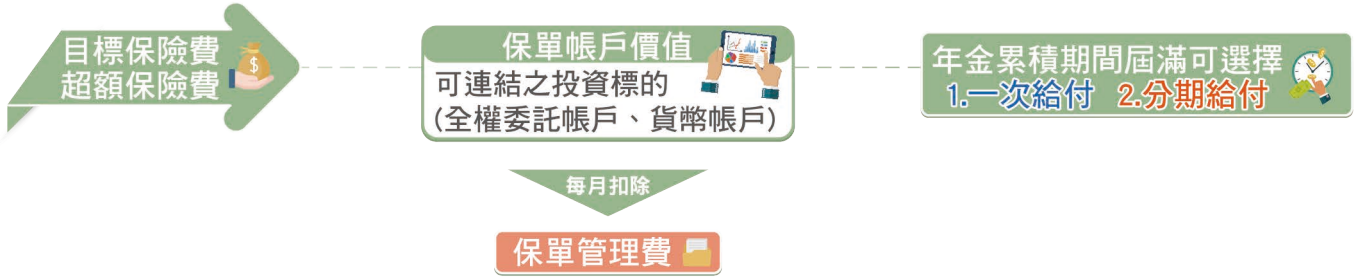 目標保險費
超額保險費
$
保單帳戶價值
可連結之投資標的
(全權委託帳戶、貨幣帳戶)
年金累積期間屆滿可選擇
1.一次給付 2.分期給付
每月扣除
保單管理費